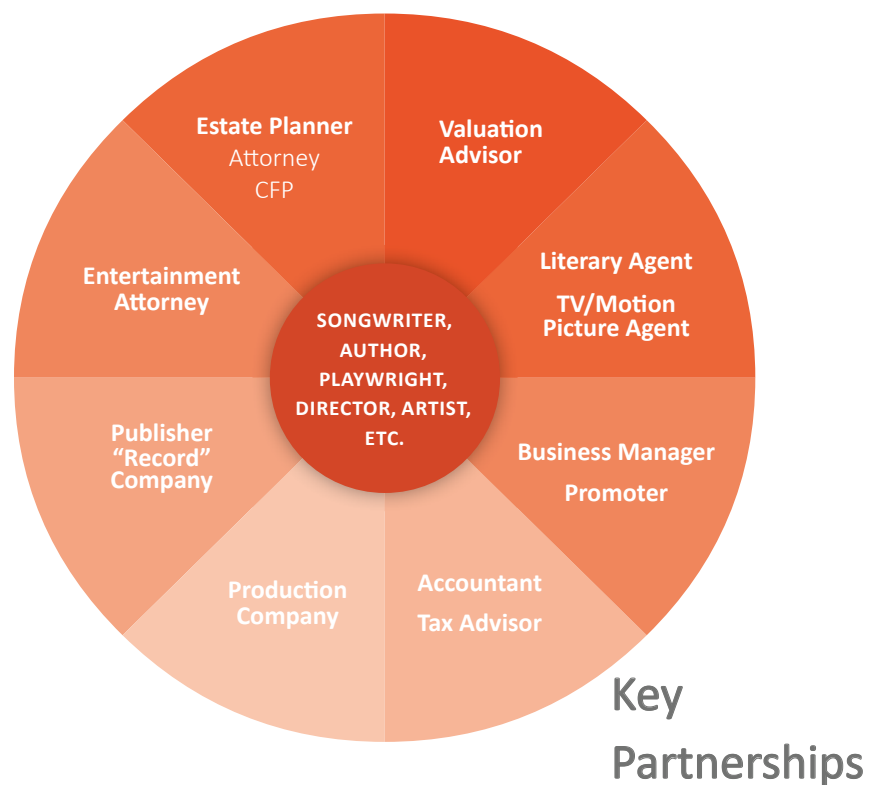 Estate Planner
Attorney
CFP
Valuation
Advisor
Literary Agent
TV/Motion
Picture Agent
Business Manager
Promoter
Accountant
Tax Advisor
Production
Company
Publisher
“Record”
Company
Entertainment
Attorney
SONGWRITER,
AUTHOR,
PLAYWRIGHT,
DIRECTOR, ARTIST,
ETC.
Key
Partnerships